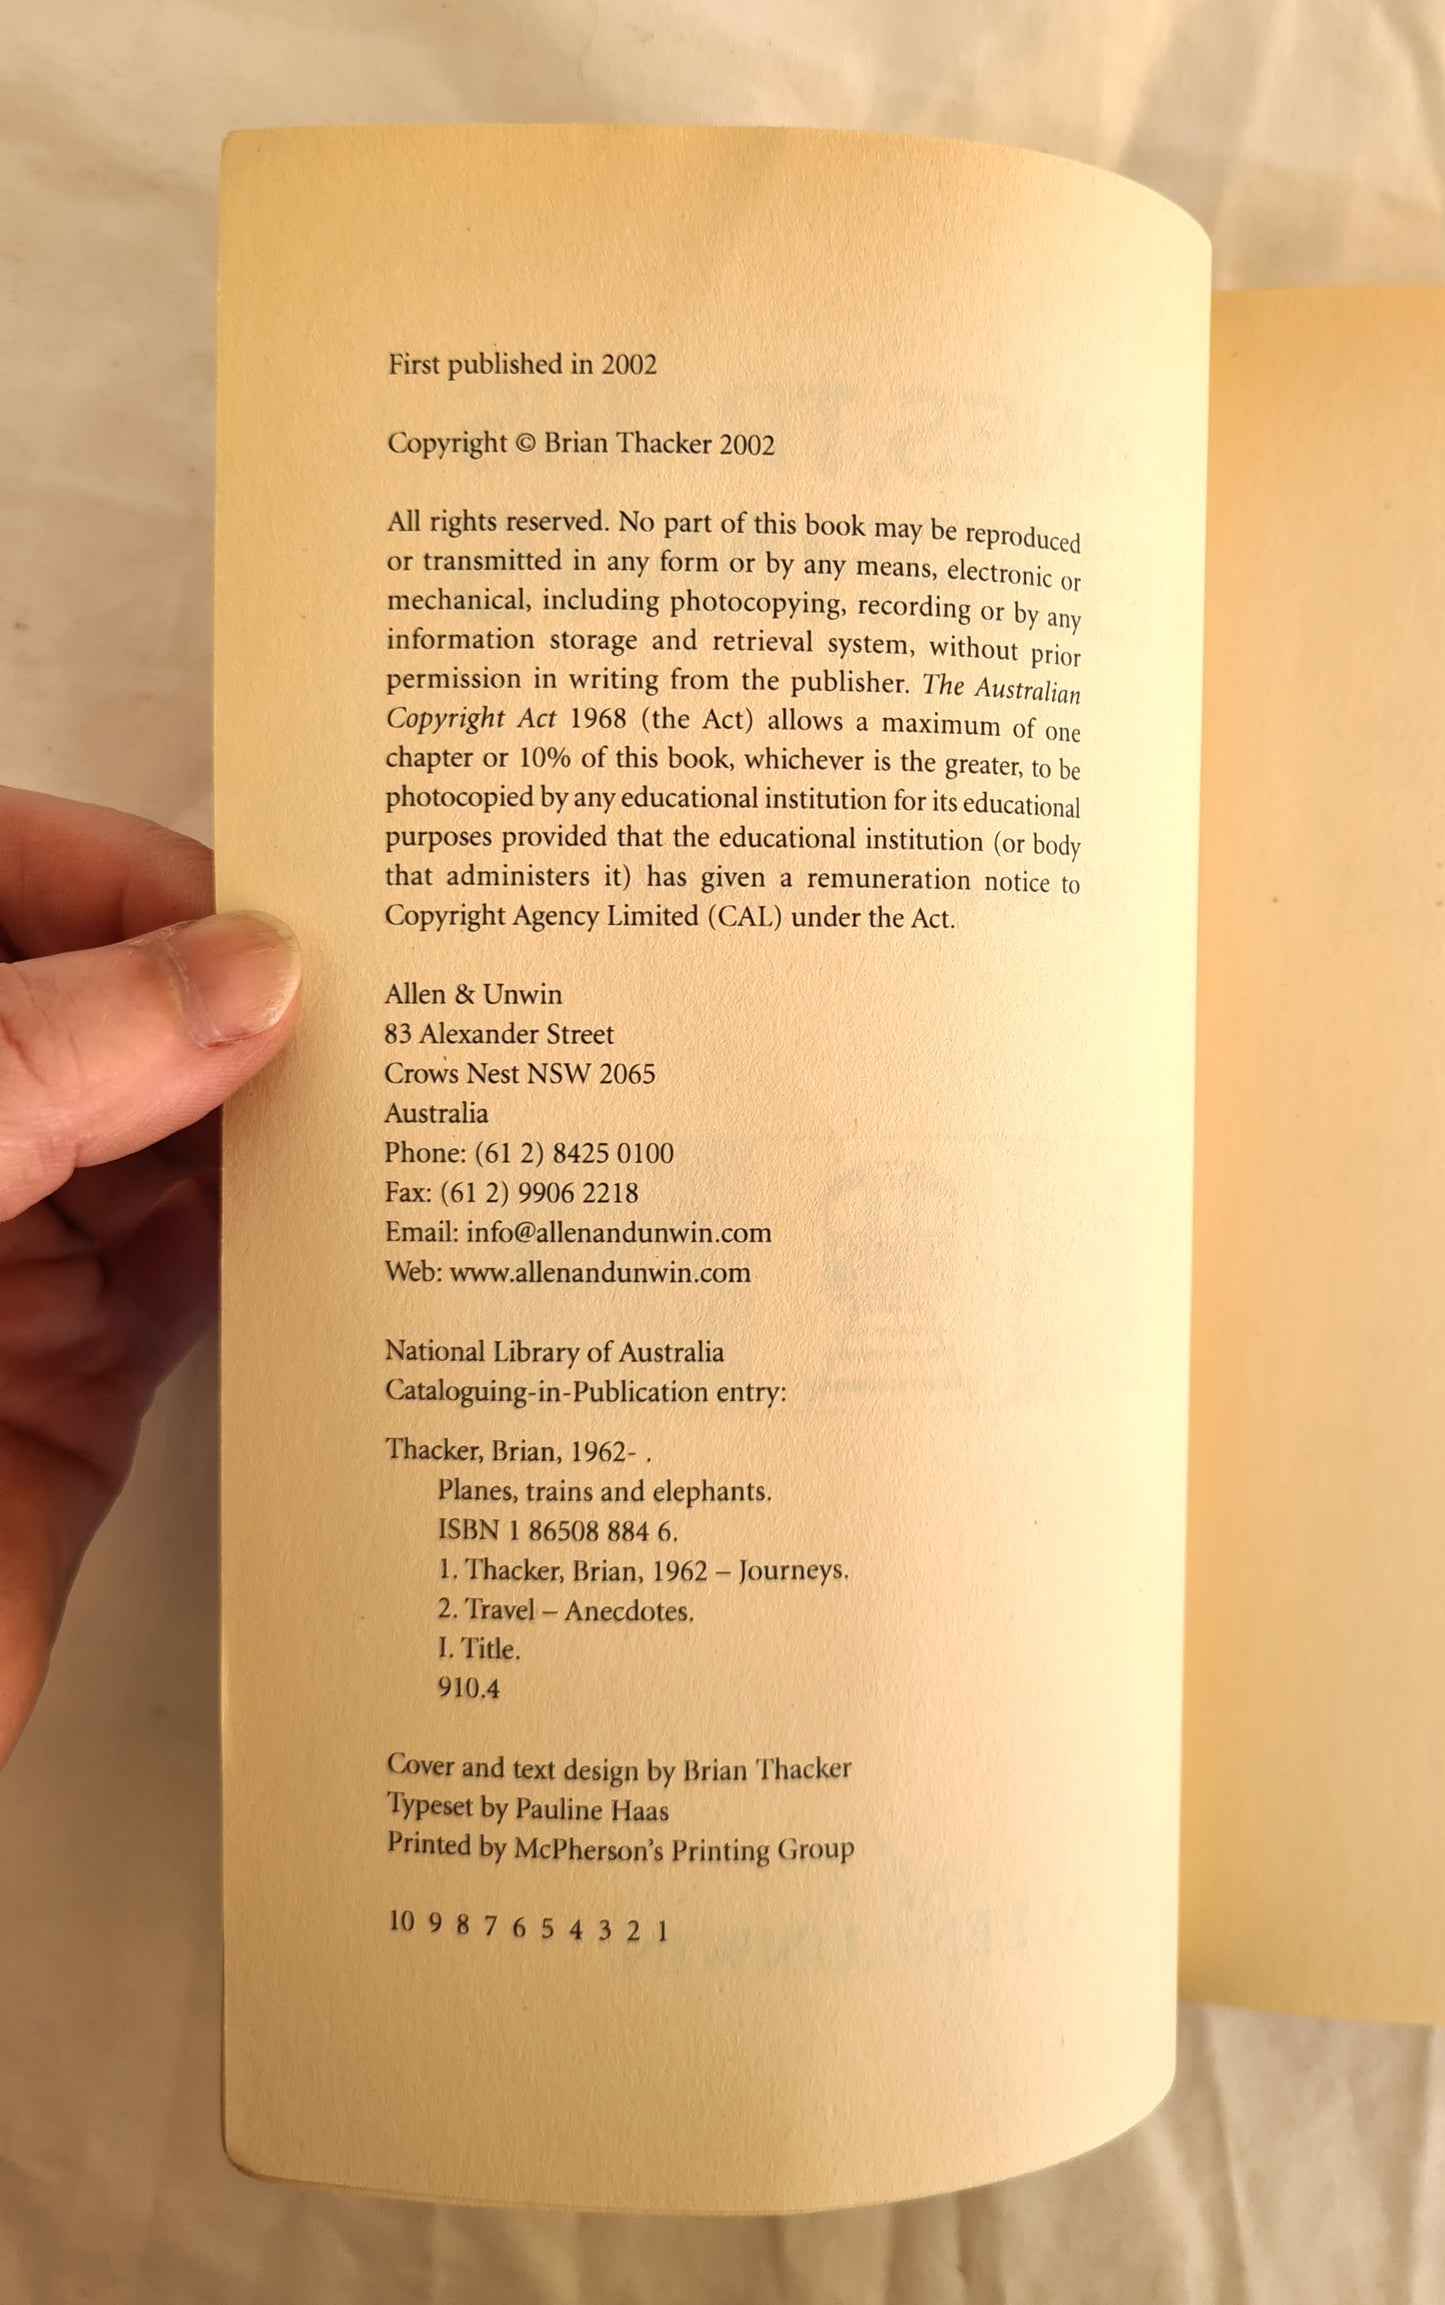 First published in 2002
Copyright © Brian Thacker 2002
All rights reserved. No part of this book may be reproduced
or transmitted in any form or by any means, electronic or
mechanical, including photocopying, recording or by any
information storage and retrieval system, without prior
permission in writing from the publisher. The Australian
Copyright Act 1968 (the Act) allows a maximum of one
chapter or 10% of this book, whichever is the greater, to be
photocopied by any educational institution for its educational
purposes provided that the educational institution (or body
that administers it) has given a remuneration notice to
Copyright Agency Limited (CAL) under the Act.
Allen & Unwin
83 Alexander Street
Crows Nest NSW 2065
Australia
Phone: (61 2) 8425 0100
Fax: (61 2) 9906 2218
Email: info@allenandunwin.com
Web: www.allenandunwin.com
National Library of Australia
Cataloguing-in-Publication entry:
Thacker, Brian, 1962- .
Planes, trains and elephants.
ISBN 1 86508 884 6.
1. Thacker, Brian, 1962 – Journeys.
2. Travel – Anecdotes.
I. Title.
910.4
Cover and text design by Brian Thacker
Typeset by Pauline Haas
Printed by McPherson's Printing Group
10 9 8 7 6 5 4 3 2 1